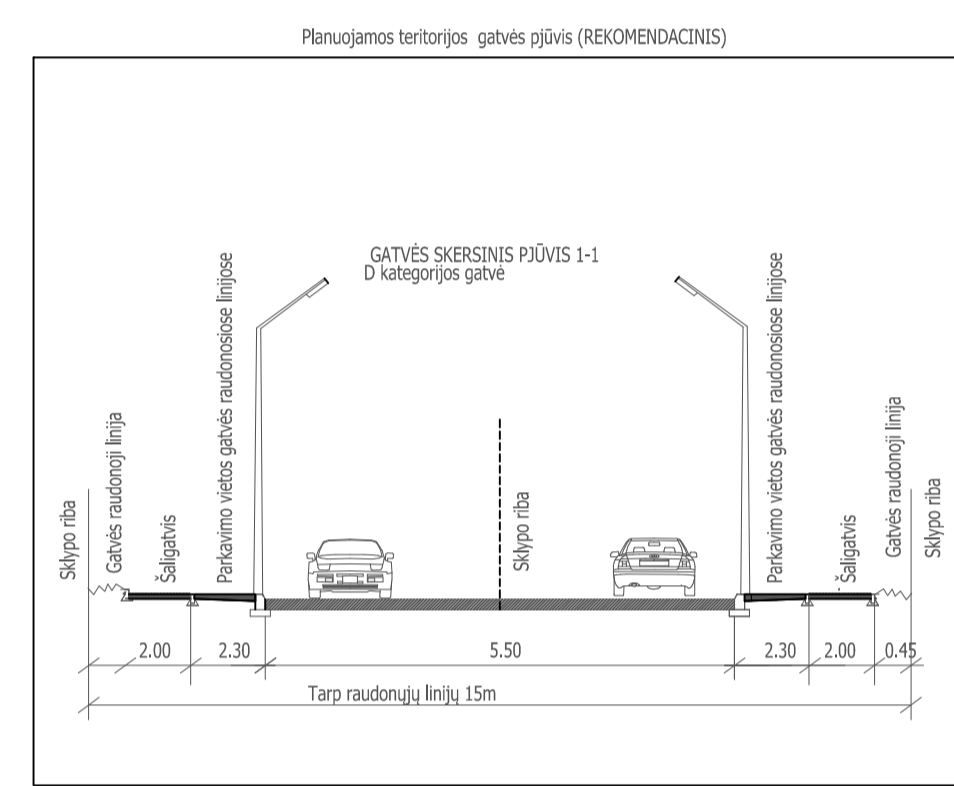 Planuojamos teritorijos gatvės pjūvis (REKOMENDACINIS)
GATVĖS SKERSINIS PJŪVIS 1-1
D kategorijos gatvė
Sklypo riba
Gatvės raudonoji linija
Šaligatvis
Parkavimo vietos gatvės raudonosiose linijose
Sklypo riba
Parkavimo vietos gatvės raudonosiose linijose
Šaligatvis
Gatvės raudonoji linija
Sklypo riba
2.00 2.30 5.50 2.30 2.00 0.45
Tarp raudonųjų linijų 15m